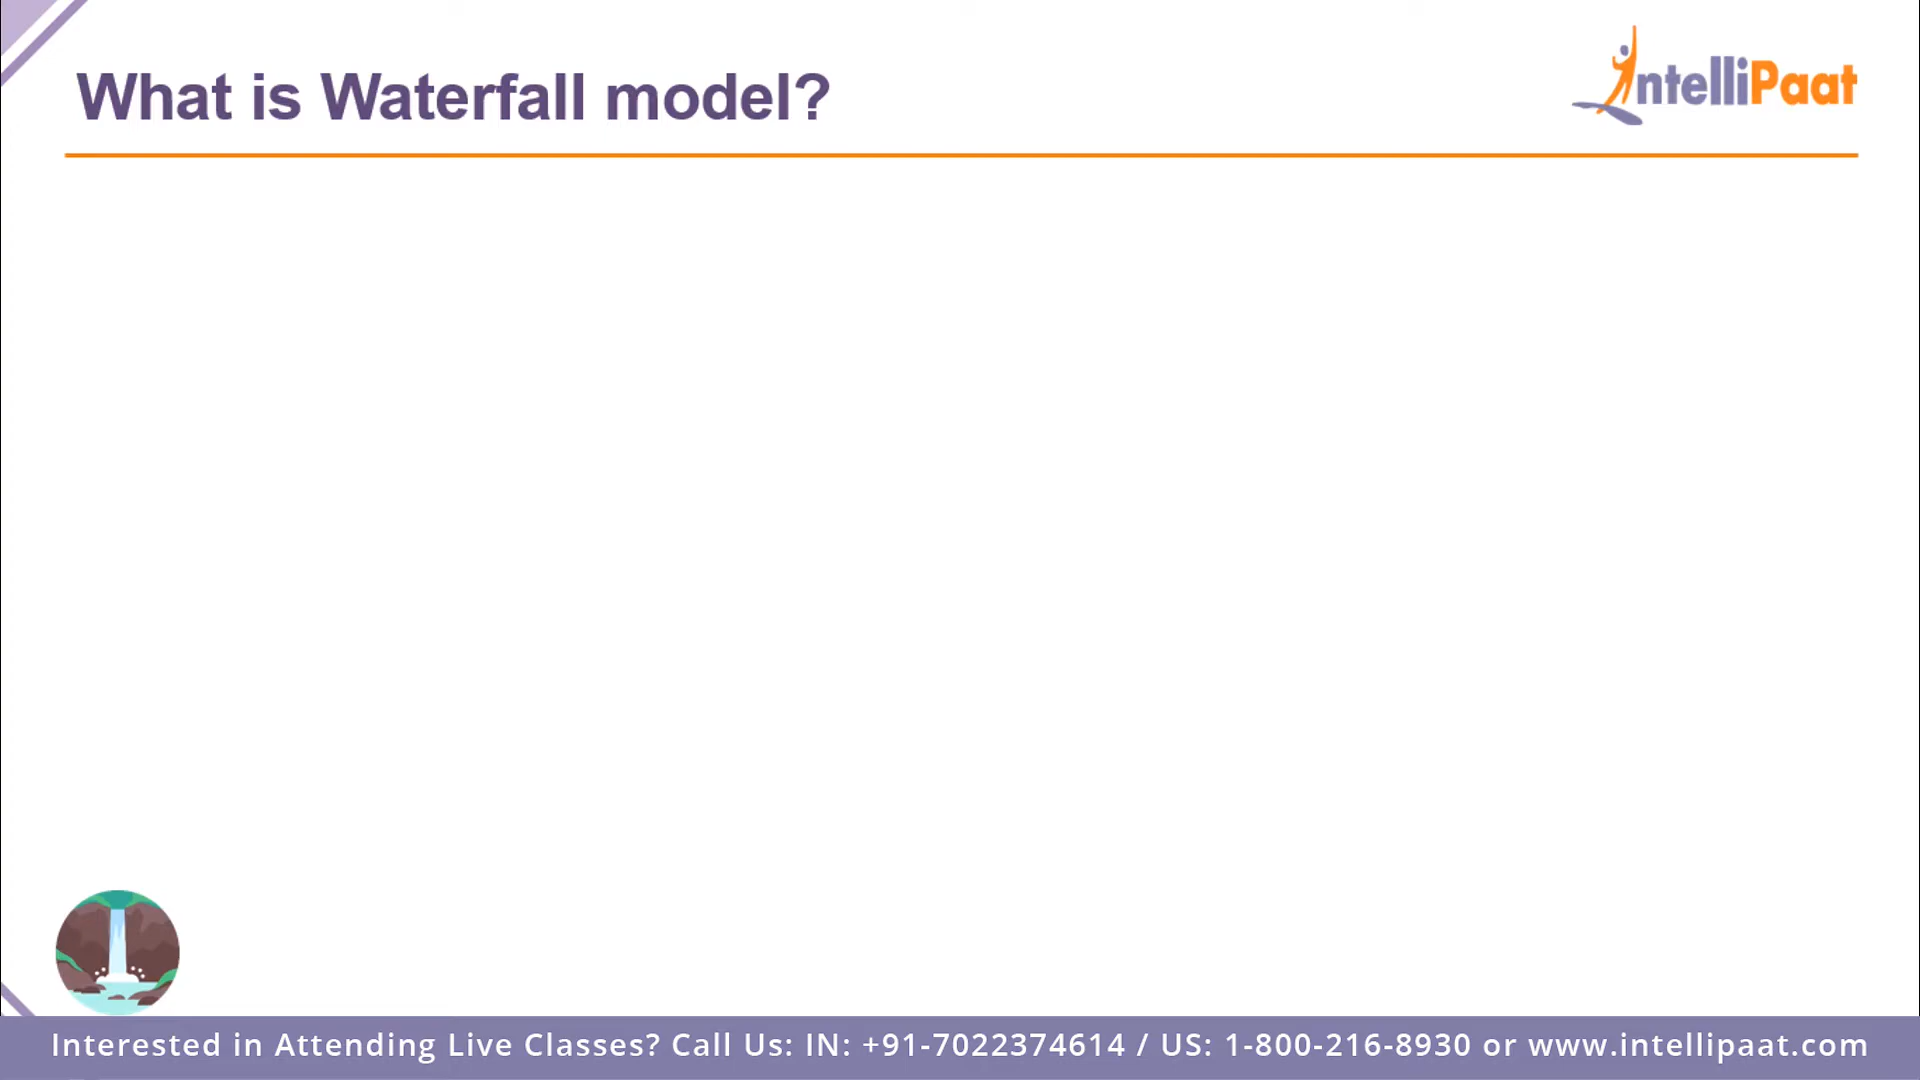 What is Waterfall model?
IntelliPaat
Interested in Attending Live Classes? Call Us: IN: +91-7022374614 / US: 1-800-216-8930 or www.intellipaat.com